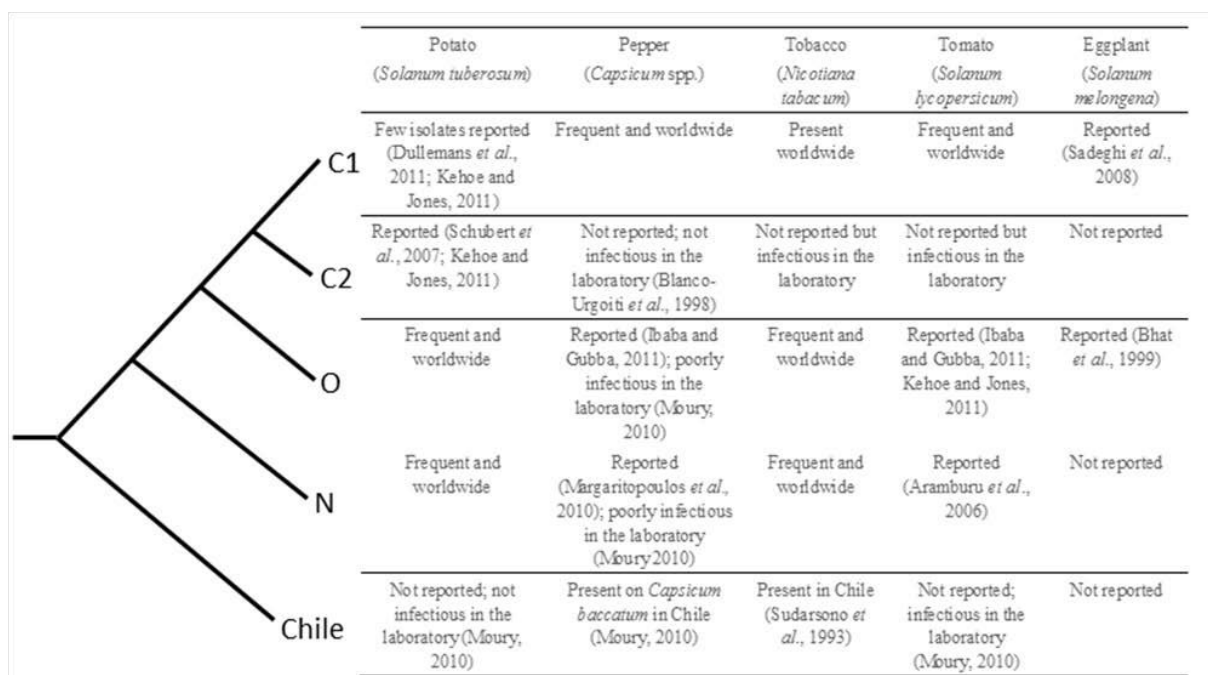 Potato
(Solanum tuberosum)
Pepper
(Capsicum spp.)
Tobacco
(Nicotiana
tabacum)
Tomato
(Solanum
lycopersicum)
Eggplant
(Solanum
melongena)
C1
Few isolates reported
(Dullemans et al.,
2011; Kehoe and
Jones, 2011)
Frequent and worldwide
Present
worldwide
Frequent and
worldwide
Reported
(Sadeghi et al.,
2008)
C2
Reported (Schubert et
al., 2007; Kehoe and
Jones, 2011)
Not reported; not
infectious in the
laboratory (Blanco-
Urgoiti et al., 1998)
Not reported but
infectious in the
laboratory
Not reported but
infectious in the
laboratory
Not reported
O
Frequent and
worldwide
Reported (Ibaba and
Gubba, 2011); poorly
infectious in the
laboratory (Moury,
2010)
Frequent and
worldwide
Reported (Ibaba
and Gubba, 2011;
Kehoe and Jones,
2011)
Reported (Bhat
et al., 1999)
N
Frequent and
worldwide
Reported
(Margaritopoulos et al.,
2010); poorly infectious
in the laboratory
(Moury 2010)
Frequent and
worldwide
Reported
(Aramburu et al.,
2006)
Not reported
Chile
Not reported; not
infectious in the
laboratory (Moury,
2010)
Present on Capsicum
baccatum in Chile
(Moury, 2010)
Present in Chile
(Sudarsono et
al., 1993)
Not reported;
infectious in the
laboratory
(Moury, 2010)
Not reported